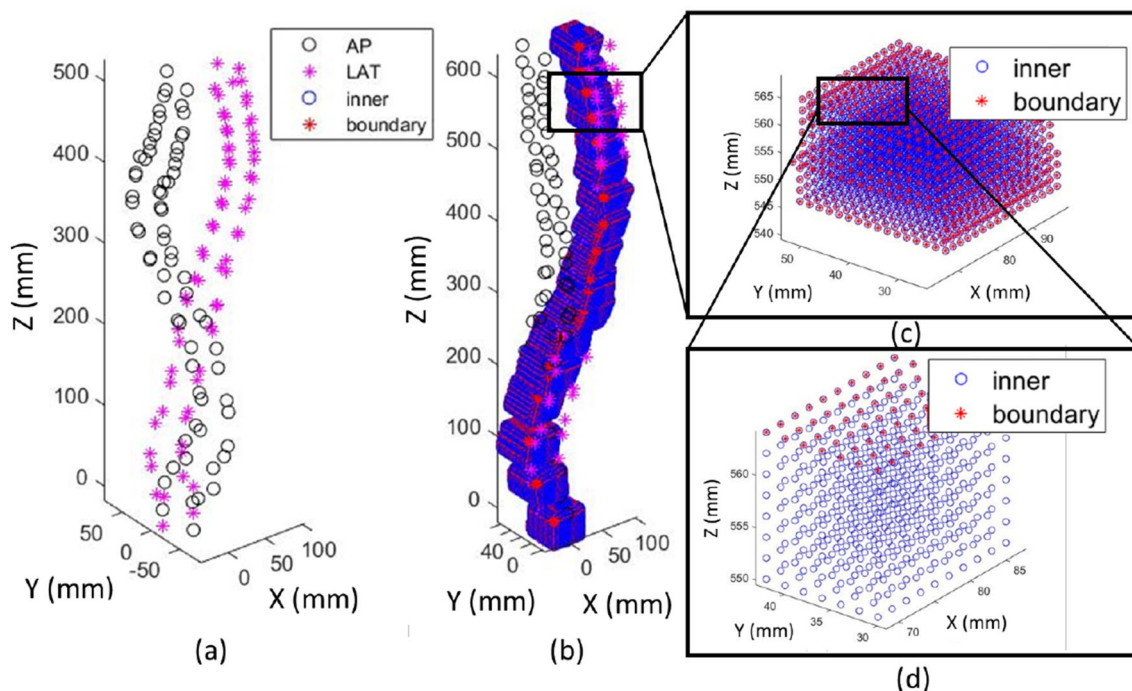 AP
LAT
inner
boundary
500
400
300
200
100
0
Z (mm)
50
0
-50
Y (mm)
0
50
100
X (mm)
(a)
600
500
400
300
200
100
0
Z (mm)
40
0
Y (mm)
0
50
100
X (mm)
(b)
inner
boundary
565
560
555
550
545
540
Z (mm)
50
40
30
Y (mm)
80
90
X (mm)
(c)
inner
boundary
560
555
550
Z (mm)
40
35
30
Y (mm)
70
75
80
85
X (mm)
(d)